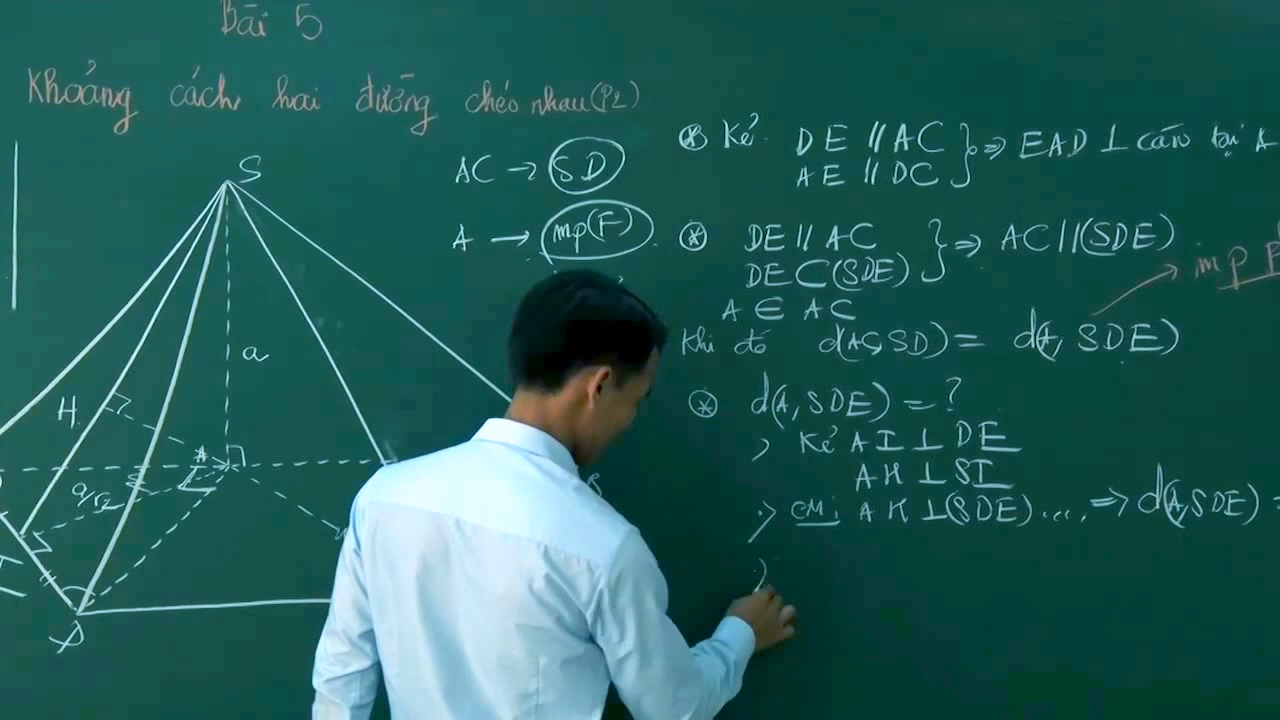 Bài 5
Khoảng cách hai đường chéo nhau (P2)
AC → SD
A → mp(F)
S
a
H
A
a/√2
I
D
B
⊛ Kẻ DE // AC
AE // DC } ⇒ EAD ⊥ cân tại A
⊛ DE // AC
DE ⊂ (SDE) } ⇒ AC // (SDE)
→ mp P
A ∈ AC
Khi đó d(AC,SD) = d(A, SDE)
⊛ d(A, SDE) = ?
> Kẻ AI ⊥ DE
AH ⊥ SI
> CM: AH ⊥ (SDE) .... ⇒ d(A,SDE) =